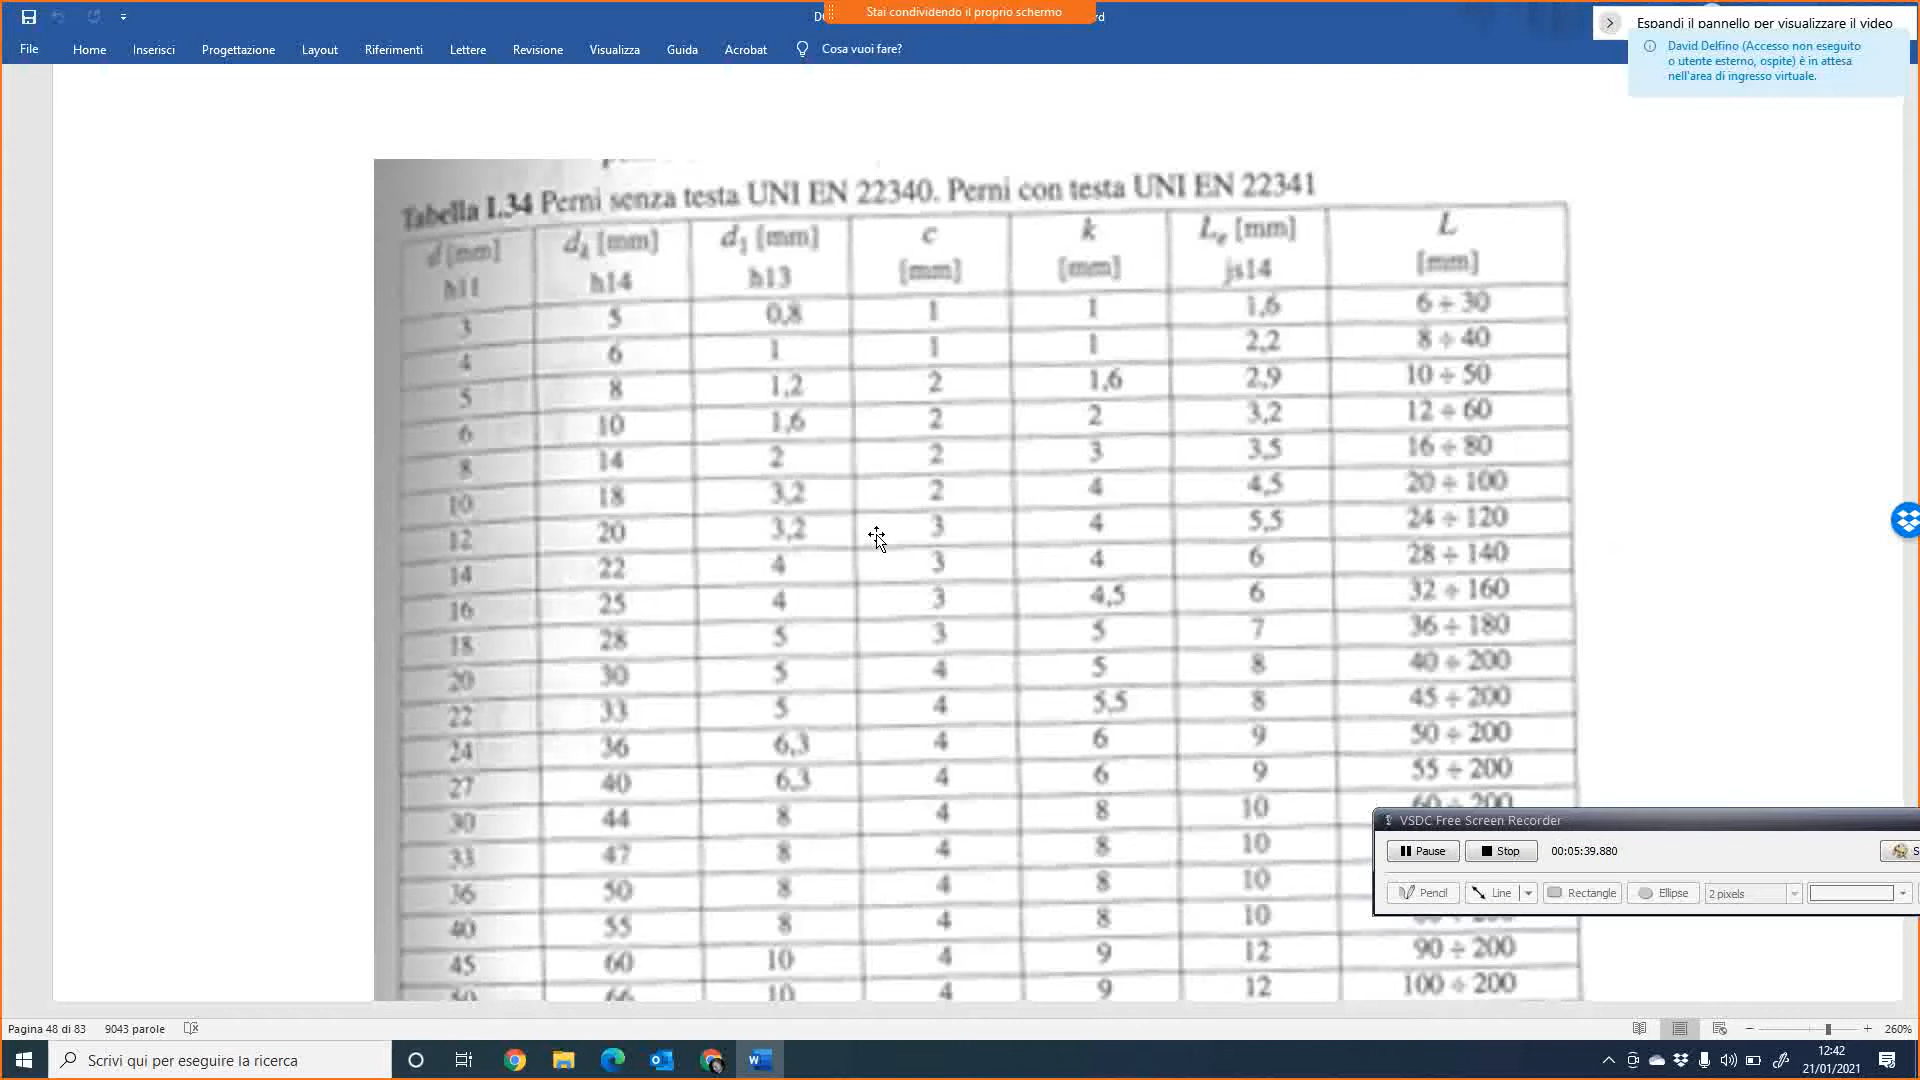 Stai condividendo il proprio schermo
Espandi il pannello per visualizzare il video
File Home Inserisci Progettazione Layout Riferimenti Lettere Revisione Visualizza Guida Acrobat Cosa vuoi fare?
David Delfino (Accesso non eseguito
o utente esterno, ospite) è in attesa
nell'area di ingresso virtuale.
Tabella I.34 Perni senza testa UNI EN 22340. Perni con testa UNI EN 22341
d [mm] dk [mm] d1 [mm] c k Le [mm] L
h11 h14 h13 [mm] [mm] js14 [mm]
3 5 0,8 1 1 1,6 6 ÷ 30
4 6 1 1 1 2,2 8 ÷ 40
5 8 1,2 2 1,6 2,9 10 ÷ 50
6 10 1,6 2 2 3,2 12 ÷ 60
8 14 2 2 3 3,5 16 ÷ 80
10 18 3,2 2 4 4,5 20 ÷ 100
12 20 3,2 3 4 5,5 24 ÷ 120
14 22 4 3 4 6 28 ÷ 140
16 25 4 3 4,5 6 32 ÷ 160
18 28 5 3 5 7 36 ÷ 180
20 30 5 4 5 8 40 ÷ 200
22 33 5 4 5,5 8 45 ÷ 200
24 36 6,3 4 6 9 50 ÷ 200
27 40 6,3 4 6 9 55 ÷ 200
30 44 8 4 8 10 60 ÷ 200
33 47 8 4 8 10
36 50 8 4 8 10
40 55 8 4 8 10
45 60 10 4 9 12 90 ÷ 200
50 66 10 4 9 12 100 ÷ 200
VSDC Free Screen Recorder
Pause Stop 00:05:39.880
Pencil Line Rectangle Ellipse 2 pixels
Pagina 48 di 83 9043 parole 260%
Scrivi qui per eseguire la ricerca
12:42
21/01/2021